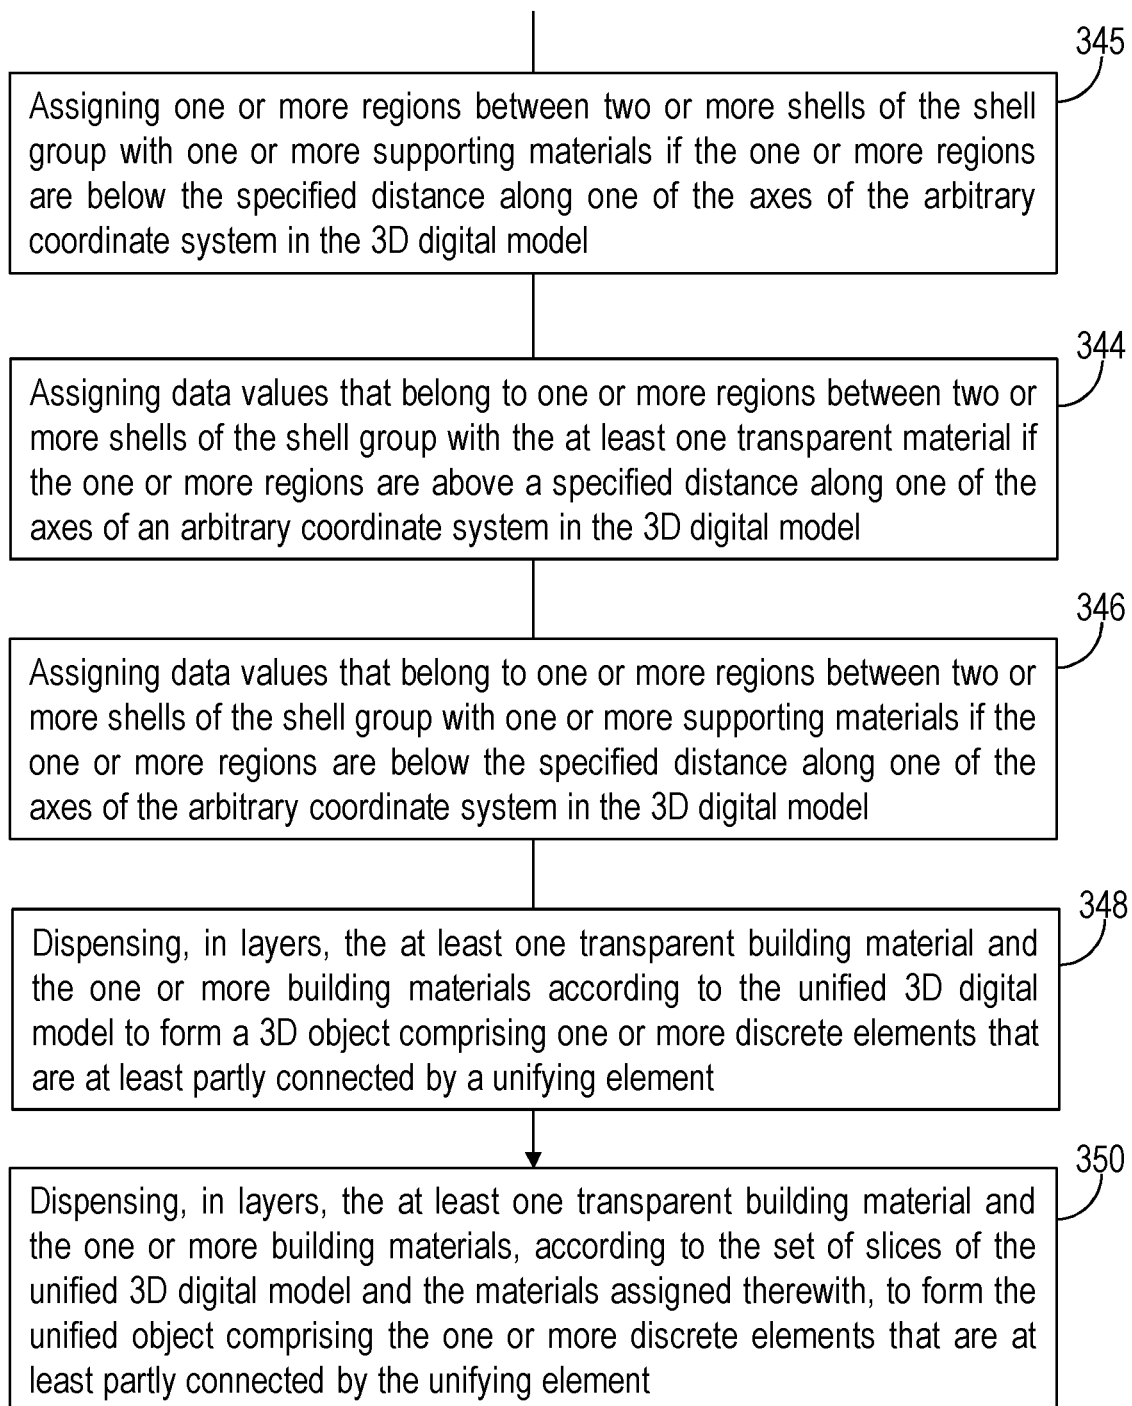 345
Assigning one or more regions between two or more shells of the shell
group with one or more supporting materials if the one or more regions
are below the specified distance along one of the axes of the arbitrary
coordinate system in the 3D digital model
344
Assigning data values that belong to one or more regions between two or
more shells of the shell group with the at least one transparent material if
the one or more regions are above a specified distance along one of the
axes of an arbitrary coordinate system in the 3D digital model
346
Assigning data values that belong to one or more regions between two or
more shells of the shell group with one or more supporting materials if the
one or more regions are below the specified distance along one of the
axes of the arbitrary coordinate system in the 3D digital model
348
Dispensing, in layers, the at least one transparent building material and
the one or more building materials according to the unified 3D digital
model to form a 3D object comprising one or more discrete elements that
are at least partly connected by a unifying element
350
Dispensing, in layers, the at least one transparent building material and
the one or more building materials, according to the set of slices of the
unified 3D digital model and the materials assigned therewith, to form the
unified object comprising the one or more discrete elements that are at
least partly connected by the unifying element